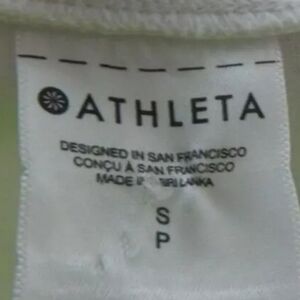 ATHLETA
DESIGNED IN SAN FRANCISCO
CONÇU À SAN FRANCISCO
MADE IN SRI LANKA
S
P